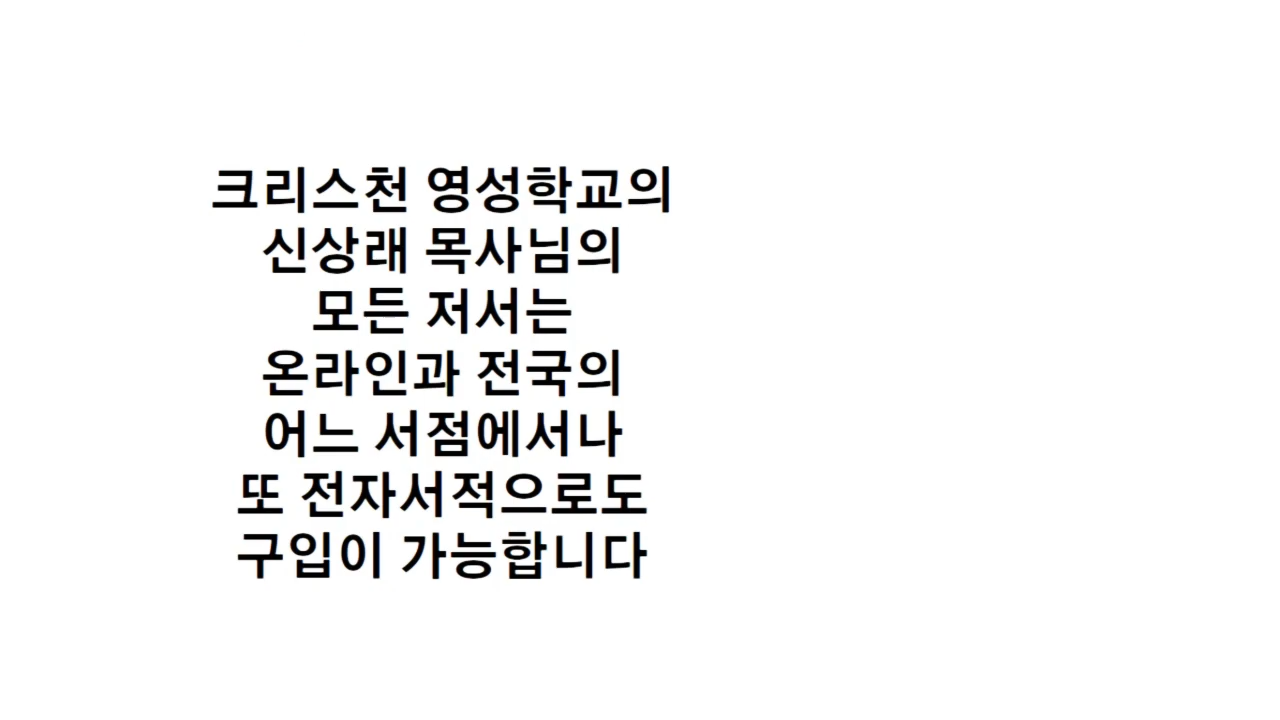 크리스천 영성학교의
신상래 목사님의
모든 저서는
온라인과 전국의
어느 서점에서나
또 전자서적으로도
구입이 가능합니다